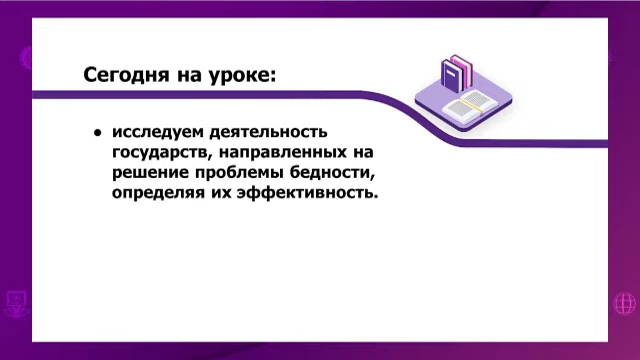 Сегодня на уроке:
● исследуем деятельность
государств, направленных на
решение проблемы бедности,
определяя их эффективность.